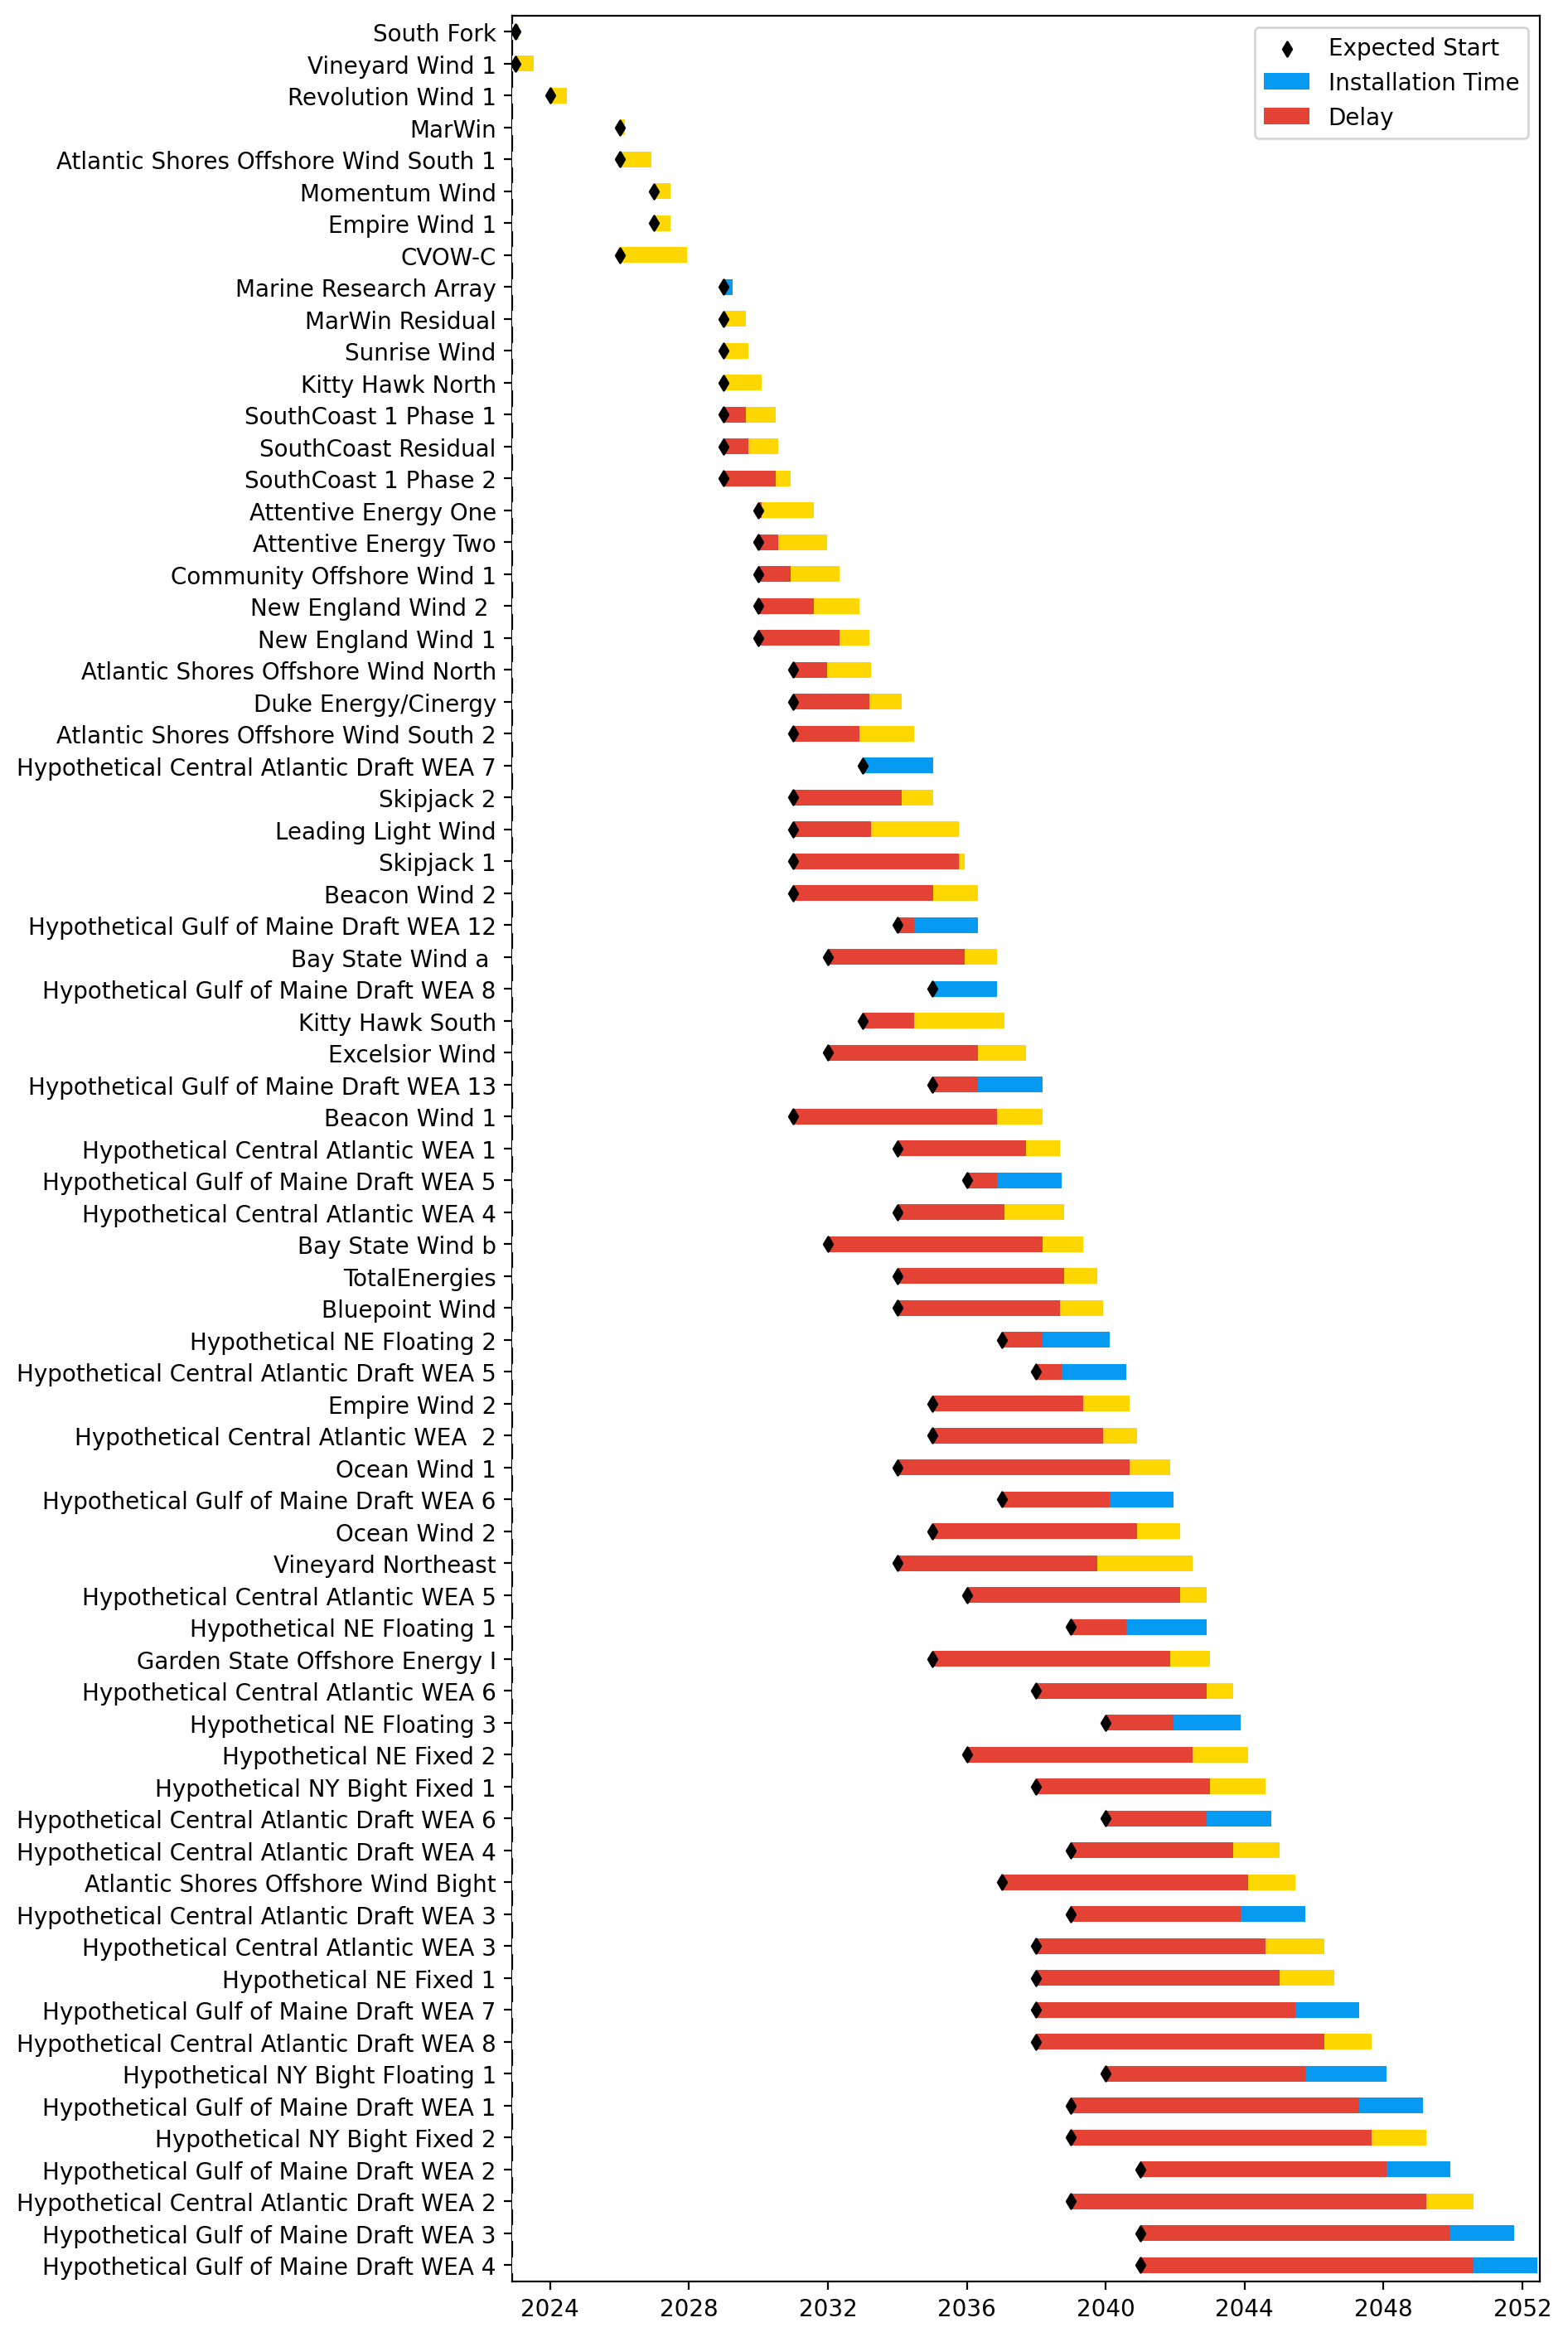 South Fork
Vineyard Wind 1
Revolution Wind 1
MarWin
Atlantic Shores Offshore Wind South 1
Momentum Wind
Empire Wind 1
CVOW-C
Marine Research Array
MarWin Residual
Sunrise Wind
Kitty Hawk North
SouthCoast 1 Phase 1
SouthCoast Residual
SouthCoast 1 Phase 2
Attentive Energy One
Attentive Energy Two
Community Offshore Wind 1
New England Wind 2
New England Wind 1
Atlantic Shores Offshore Wind North
Duke Energy/Cinergy
Atlantic Shores Offshore Wind South 2
Hypothetical Central Atlantic Draft WEA 7
Skipjack 2
Leading Light Wind
Skipjack 1
Beacon Wind 2
Hypothetical Gulf of Maine Draft WEA 12
Bay State Wind a
Hypothetical Gulf of Maine Draft WEA 8
Kitty Hawk South
Excelsior Wind
Hypothetical Gulf of Maine Draft WEA 13
Beacon Wind 1
Hypothetical Central Atlantic WEA 1
Hypothetical Gulf of Maine Draft WEA 5
Hypothetical Central Atlantic WEA 4
Bay State Wind b
TotalEnergies
Bluepoint Wind
Hypothetical NE Floating 2
Hypothetical Central Atlantic Draft WEA 5
Empire Wind 2
Hypothetical Central Atlantic WEA  2
Ocean Wind 1
Hypothetical Gulf of Maine Draft WEA 6
Ocean Wind 2
Vineyard Northeast
Hypothetical Central Atlantic WEA 5
Hypothetical NE Floating 1
Garden State Offshore Energy I
Hypothetical Central Atlantic WEA 6
Hypothetical NE Floating 3
Hypothetical NE Fixed 2
Hypothetical NY Bight Fixed 1
Hypothetical Central Atlantic Draft WEA 6
Hypothetical Central Atlantic Draft WEA 4
Atlantic Shores Offshore Wind Bight
Hypothetical Central Atlantic Draft WEA 3
Hypothetical Central Atlantic WEA 3
Hypothetical NE Fixed 1
Hypothetical Gulf of Maine Draft WEA 7
Hypothetical Central Atlantic Draft WEA 8
Hypothetical NY Bight Floating 1
Hypothetical Gulf of Maine Draft WEA 1
Hypothetical NY Bight Fixed 2
Hypothetical Gulf of Maine Draft WEA 2
Hypothetical Central Atlantic Draft WEA 2
Hypothetical Gulf of Maine Draft WEA 3
Hypothetical Gulf of Maine Draft WEA 4
Expected Start
Installation Time
Delay
2024 2028 2032 2036 2040 2044 2048 2052